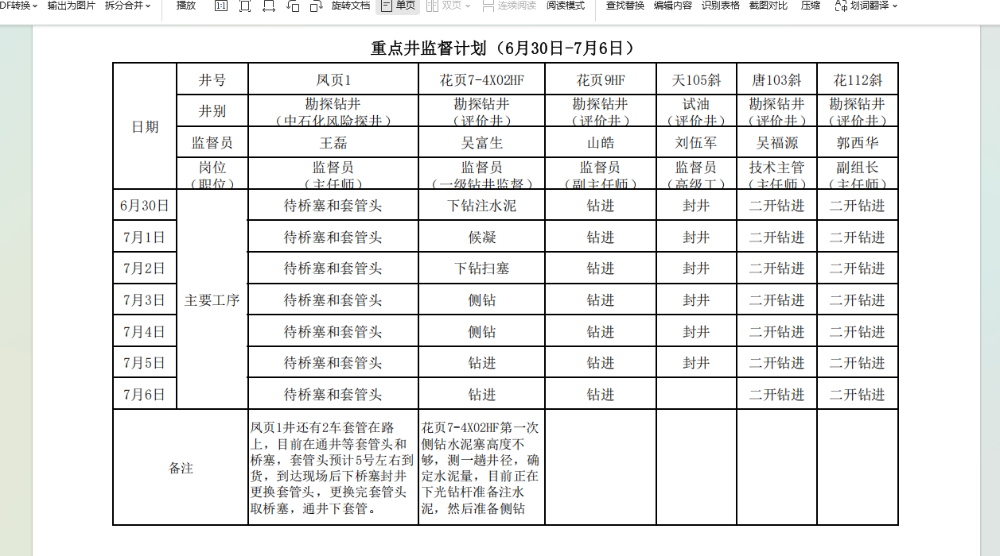 DF转换 输出为图片 拆分合并 播放 1:1 旋转文档 单页 双页 连续阅读 阅读模式 查找替换 编辑内容 识别表格 截图对比 压缩 划词翻译
重点井监督计划（6月30日-7月6日）
日期 井号 凤页1 花页7-4X02HF 花页9HF 天105斜 唐103斜 花112斜
井别 勘探钻井 勘探钻井 勘探钻井 试油 勘探钻井 勘探钻井
（中石化风险探井） （评价井） （评价井） （评价井） （评价井） （评价井）
监督员 王磊 吴富生 山皓 刘伍军 吴福源 郭西华
岗位 监督员 监督员 监督员 监督员 技术主管 副组长
（职位） （主任师） （一级钻井监督） （副主任师） （高级工） （主任师） （主任师）
6月30日 主要工序 待桥塞和套管头 下钻注水泥 钻进 封井 二开钻进 二开钻进
7月1日 待桥塞和套管头 候凝 钻进 封井 二开钻进 二开钻进
7月2日 待桥塞和套管头 下钻扫塞 钻进 封井 二开钻进 二开钻进
7月3日 待桥塞和套管头 侧钻 钻进 封井 二开钻进 二开钻进
7月4日 待桥塞和套管头 侧钻 钻进 封井 二开钻进 二开钻进
7月5日 待桥塞和套管头 钻进 钻进 封井 二开钻进 二开钻进
7月6日 待桥塞和套管头 钻进 钻进 二开钻进 二开钻进
备注
凤页1井还有2车套管在路
上，目前在通井等套管头和
桥塞，套管头预计5号左右到
货，到达现场后下桥塞封井
更换套管头，更换完套管头
取桥塞，通井下套管。
花页7-4X02HF第一次
侧钻水泥塞高度不
够，测一趟井径，确
定水泥量，目前正在
下光钻杆准备注水
泥，然后准备侧钻